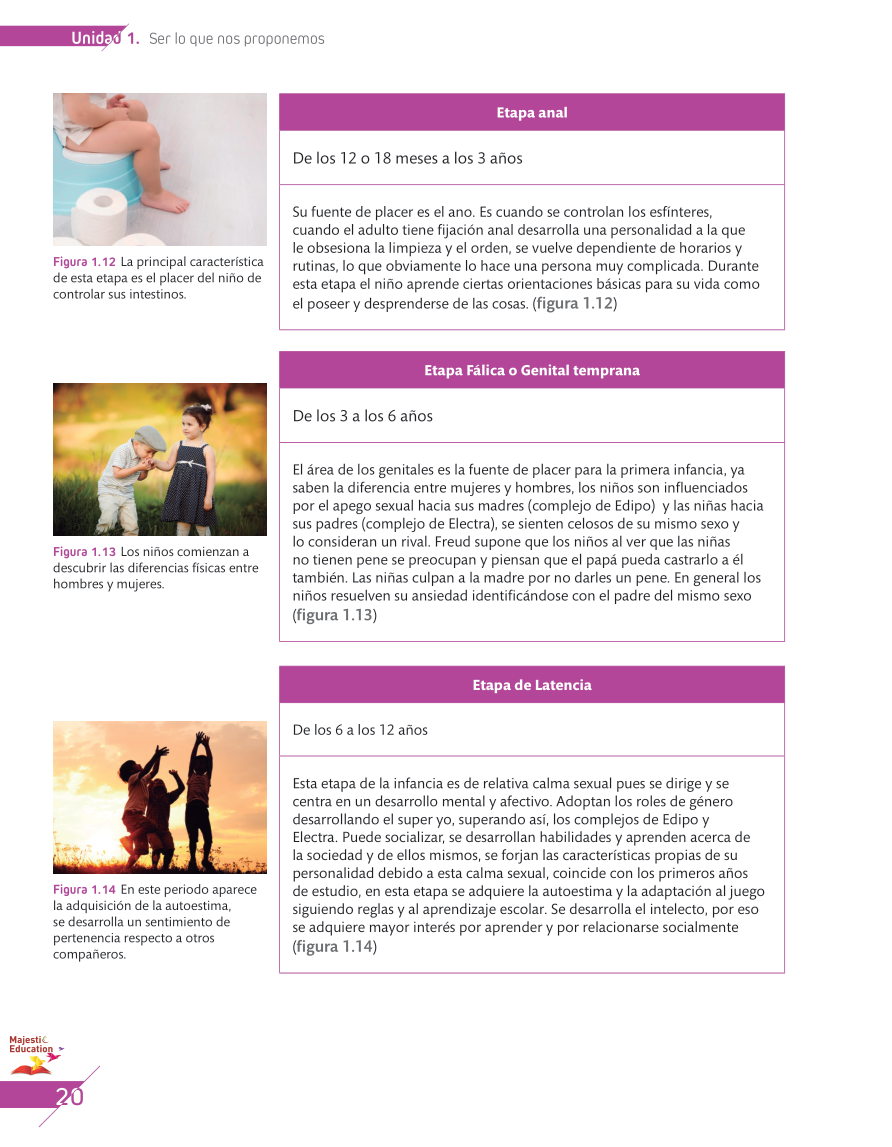 Unidad 1. Ser lo que nos proponemos
Figura 1.12 La principal característica
de esta etapa es el placer del niño de
controlar sus intestinos.
Etapa anal
De los 12 o 18 meses a los 3 años
Su fuente de placer es el ano. Es cuando se controlan los esfínteres,
cuando el adulto tiene fijación anal desarrolla una personalidad a la que
le obsesiona la limpieza y el orden, se vuelve dependiente de horarios y
rutinas, lo que obviamente lo hace una persona muy complicada. Durante
esta etapa el niño aprende ciertas orientaciones básicas para su vida como
el poseer y desprenderse de las cosas. (figura 1.12)
Figura 1.13 Los niños comienzan a
descubrir las diferencias físicas entre
hombres y mujeres.
Etapa Fálica o Genital temprana
De los 3 a los 6 años
El área de los genitales es la fuente de placer para la primera infancia, ya
saben la diferencia entre mujeres y hombres, los niños son influenciados
por el apego sexual hacia sus madres (complejo de Edipo) y las niñas hacia
sus padres (complejo de Electra), se sienten celosos de su mismo sexo y
lo consideran un rival. Freud supone que los niños al ver que las niñas
no tienen pene se preocupan y piensan que el papá pueda castrarlo a él
también. Las niñas culpan a la madre por no darles un pene. En general los
niños resuelven su ansiedad identificándose con el padre del mismo sexo
(figura 1.13)
Figura 1.14 En este periodo aparece
la adquisición de la autoestima,
se desarrolla un sentimiento de
pertenencia respecto a otros
compañeros.
Etapa de Latencia
De los 6 a los 12 años
Esta etapa de la infancia es de relativa calma sexual pues se dirige y se
centra en un desarrollo mental y afectivo. Adoptan los roles de género
desarrollando el super yo, superando así, los complejos de Edipo y
Electra. Puede socializar, se desarrollan habilidades y aprenden acerca de
la sociedad y de ellos mismos, se forjan las características propias de su
personalidad debido a esta calma sexual, coincide con los primeros años
de estudio, en esta etapa se adquiere la autoestima y la adaptación al juego
siguiendo reglas y al aprendizaje escolar. Se desarrolla el intelecto, por eso
se adquiere mayor interés por aprender y por relacionarse socialmente
(figura 1.14)
Majestic
Education
20